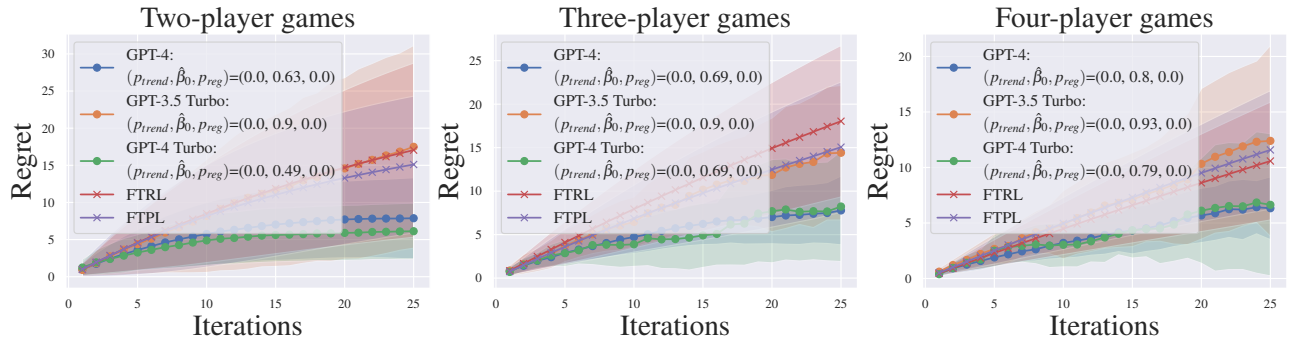 Two-player games
Regret
30
25
20
15
10
5
0
GPT-4:
(p_trend, β̂_0, p_reg)=(0.0, 0.63, 0.0)
GPT-3.5 Turbo:
(p_trend, β̂_0, p_reg)=(0.0, 0.9, 0.0)
GPT-4 Turbo:
(p_trend, β̂_0, p_reg)=(0.0, 0.49, 0.0)
FTRL
FTPL
0 5 10 15 20 25
Iterations
Three-player games
Regret
25
20
15
10
5
0
GPT-4:
(p_trend, β̂_0, p_reg)=(0.0, 0.69, 0.0)
GPT-3.5 Turbo:
(p_trend, β̂_0, p_reg)=(0.0, 0.9, 0.0)
GPT-4 Turbo:
(p_trend, β̂_0, p_reg)=(0.0, 0.69, 0.0)
FTRL
FTPL
0 5 10 15 20 25
Iterations
Four-player games
Regret
20
15
10
5
0
GPT-4:
(p_trend, β̂_0, p_reg)=(0.0, 0.8, 0.0)
GPT-3.5 Turbo:
(p_trend, β̂_0, p_reg)=(0.0, 0.93, 0.0)
GPT-4 Turbo:
(p_trend, β̂_0, p_reg)=(0.0, 0.79, 0.0)
FTRL
FTPL
0 5 10 15 20 25
Iterations